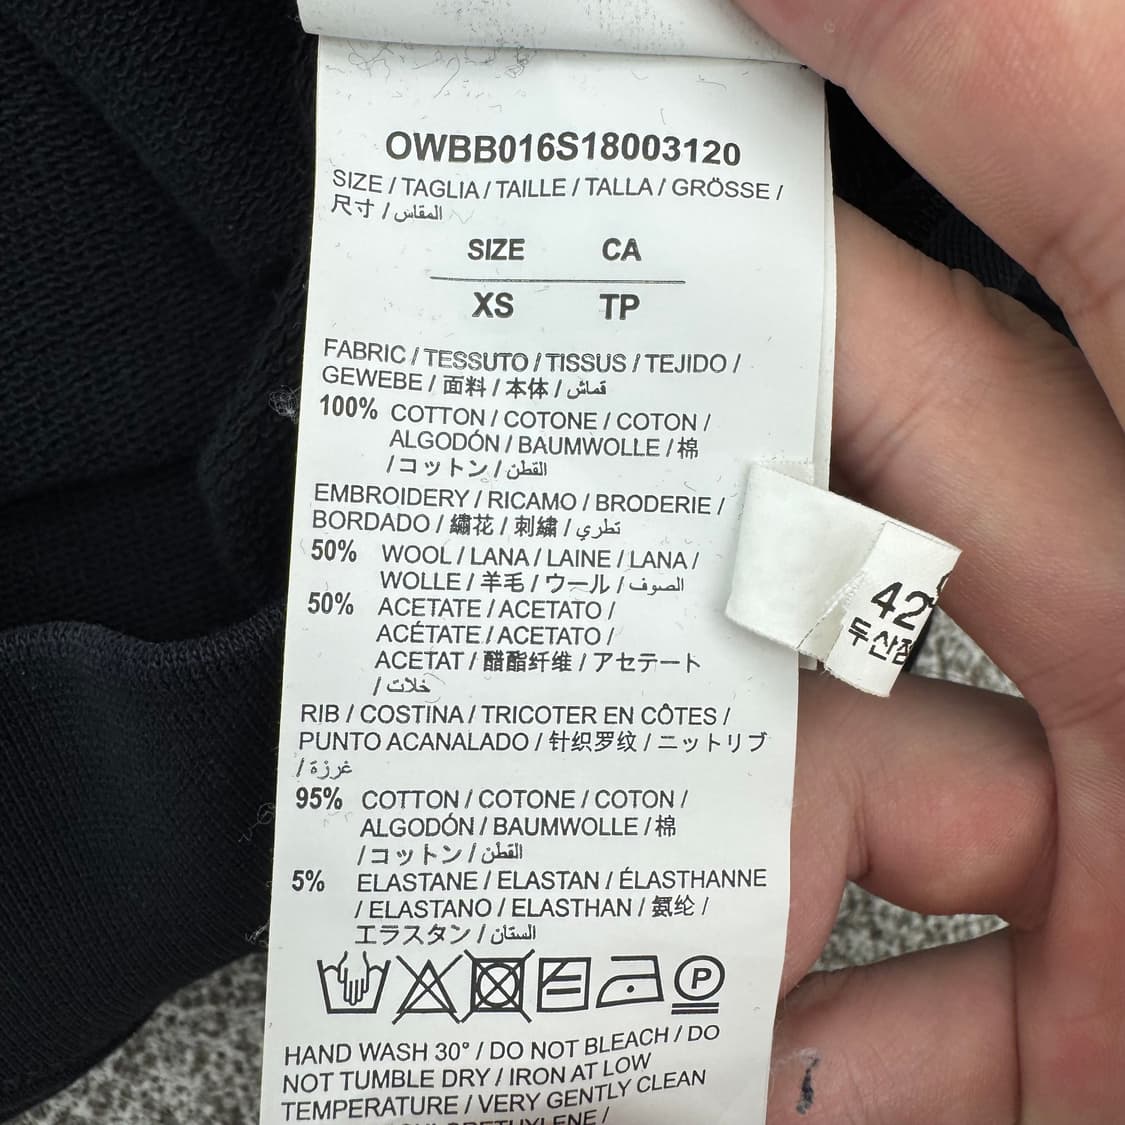 OWBB016S18003120
SIZE / TAGLIA / TAILLE / TALLA / GRÖSSE /
尺寸 / المقاس
SIZE CA
XS TP
FABRIC / TESSUTO / TISSUS / TEJIDO /
GEWEBE / 面料 / 本体 / قماش
100% COTTON / COTONE / COTON /
ALGODÓN / BAUMWOLLE / 棉
/ コットン / القطن
EMBROIDERY / RICAMO / BRODERIE /
BORDADO / 繡花 / 刺繍 / تطري
50% WOOL / LANA / LAINE / LANA /
WOLLE / 羊毛 / ウール / الصوف
50% ACETATE / ACETATO /
ACÉTATE / ACETATO /
ACETAT / 醋酯纤维 / アセテート
/ خلات
RIB / COSTINA / TRICOTER EN CÔTES /
PUNTO ACANALADO / 针织罗纹 / ニットリブ
/ غرزة
95% COTTON / COTONE / COTON /
ALGODÓN / BAUMWOLLE / 棉
/ コットン / القطن
5% ELASTANE / ELASTAN / ÉLASTHANNE
/ ELASTANO / ELASTHAN / 氨纶 /
エラスタン / الستان
P
HAND WASH 30° / DO NOT BLEACH / DO
NOT TUMBLE DRY / IRON AT LOW
TEMPERATURE / VERY GENTLY CLEAN
42
두산점